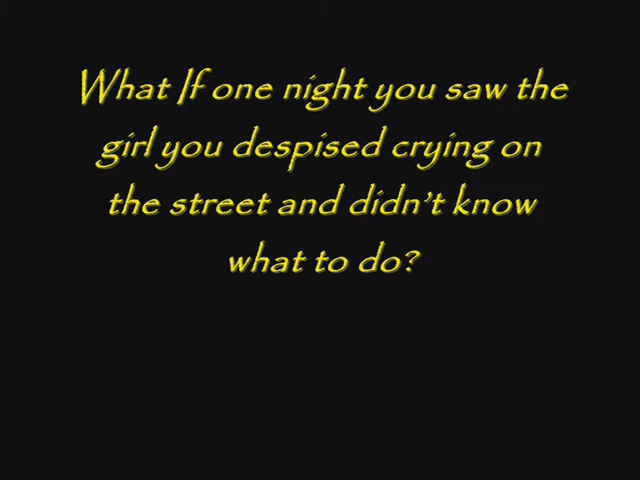 What If one night you saw the
girl you despised crying on
the street and didn't know
what to do?